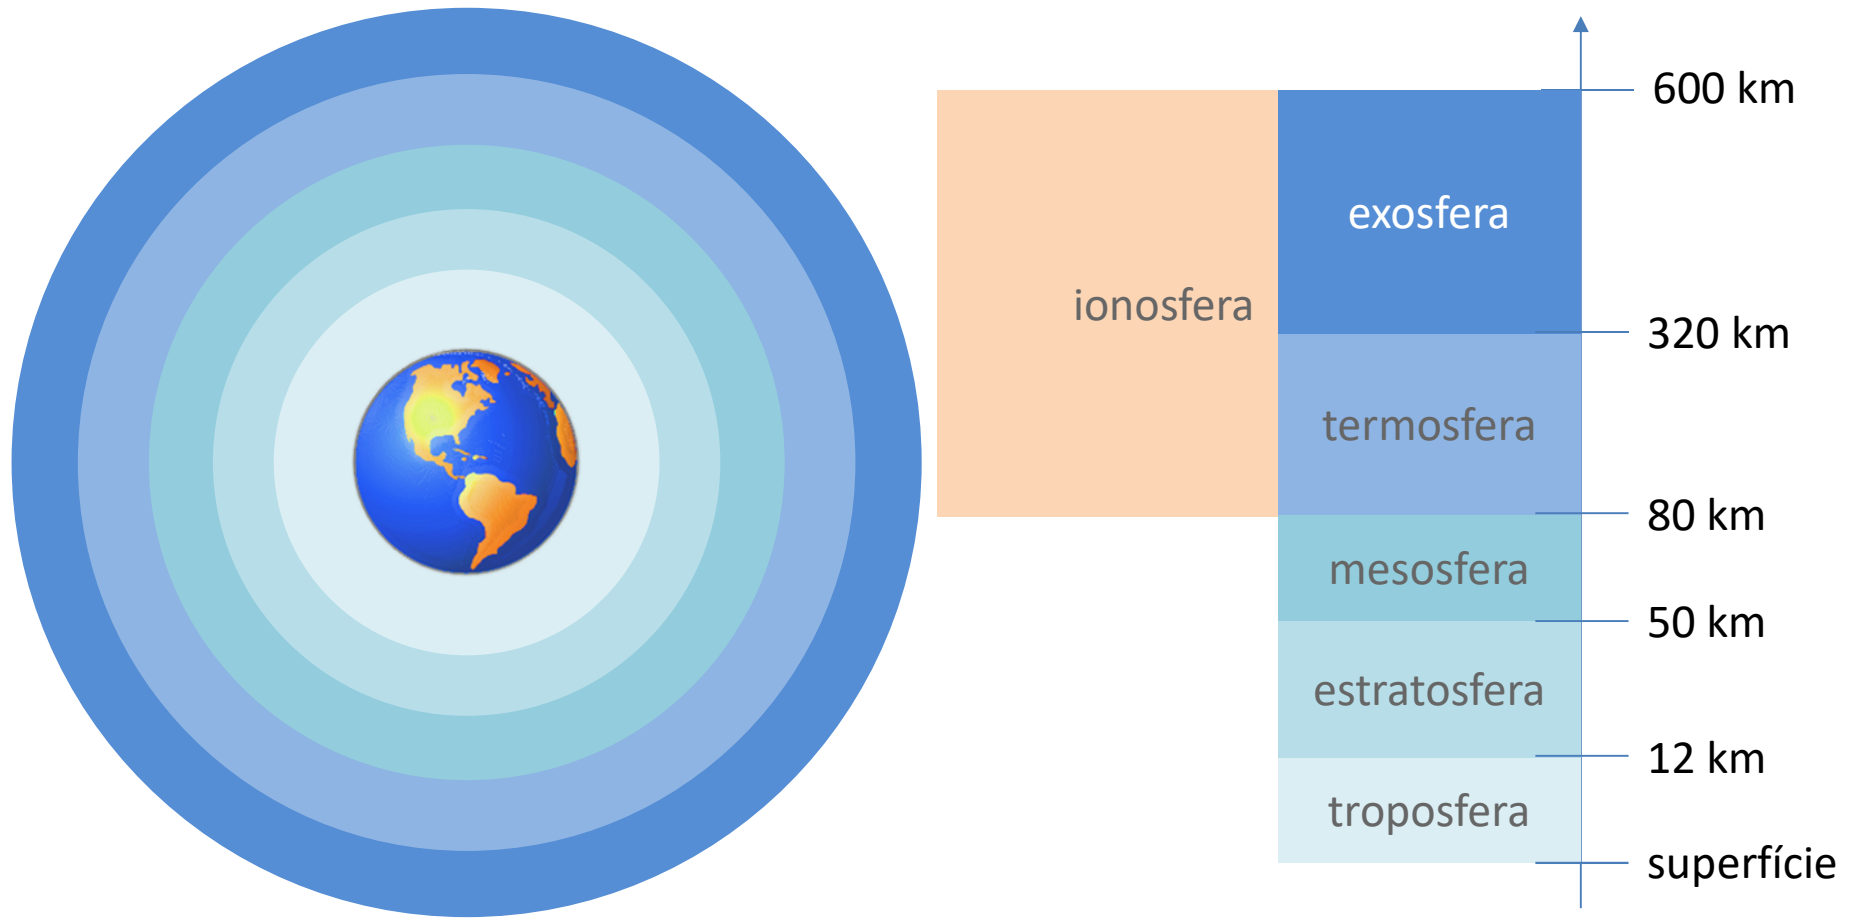 600 km
exosfera
ionosfera
320 km
termosfera
80 km
mesosfera
50 km
estratosfera
12 km
troposfera
superfície